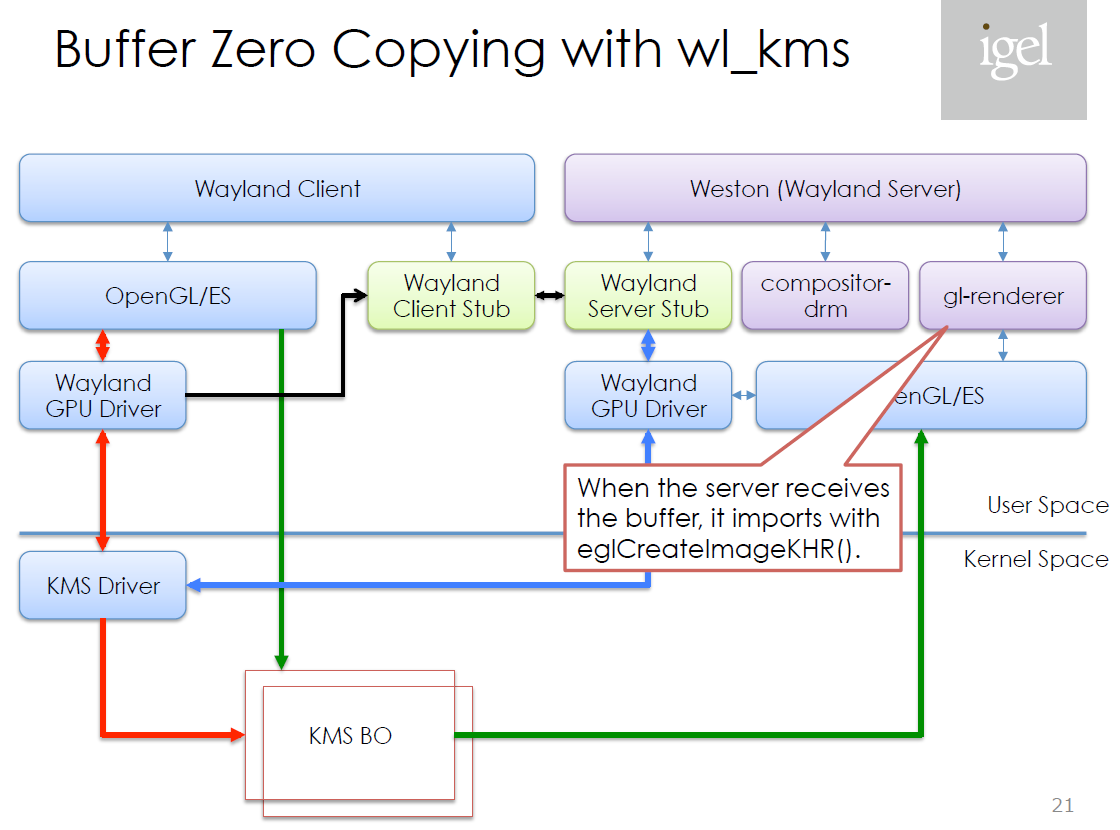 Buffer Zero Copying with wl_kms
igel
Wayland Client
Weston (Wayland Server)
OpenGL/ES
Wayland
Client Stub
Wayland
Server Stub
compositor-
drm
gl-renderer
Wayland
GPU Driver
Wayland
GPU Driver
enGL/ES
When the server receives
the buffer, it imports with
eglCreateImageKHR().
User Space
Kernel Space
KMS Driver
KMS BO
21